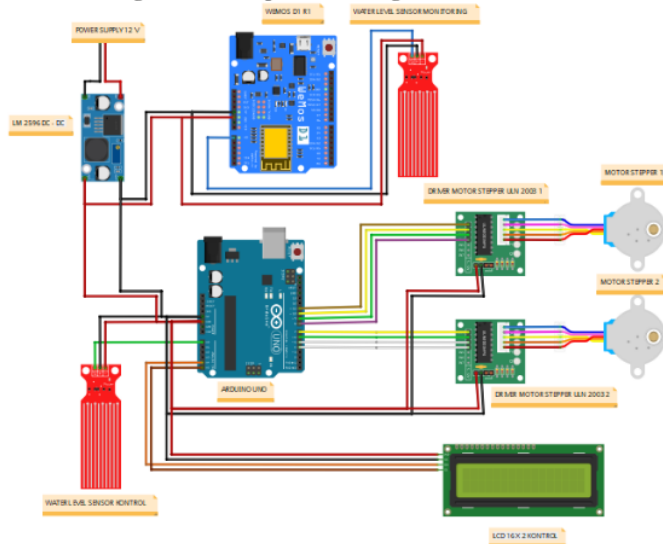 POWER SUPPLY 12 V
WEMOS D1 R1
WATER LEVEL SENSOR MONITORING
LM 2596 DC - DC
WeMos
D1
DRIVER MOTOR STEPPER ULN 2003 1
MOTOR STEPPER 1
MOTOR STEPPER 2
UNO
ARDUINO UNO
DRIVER MOTOR STEPPER ULN 2003 2
WATER LEVEL SENSOR KONTROL
LCD 16 X 2 KONTROL